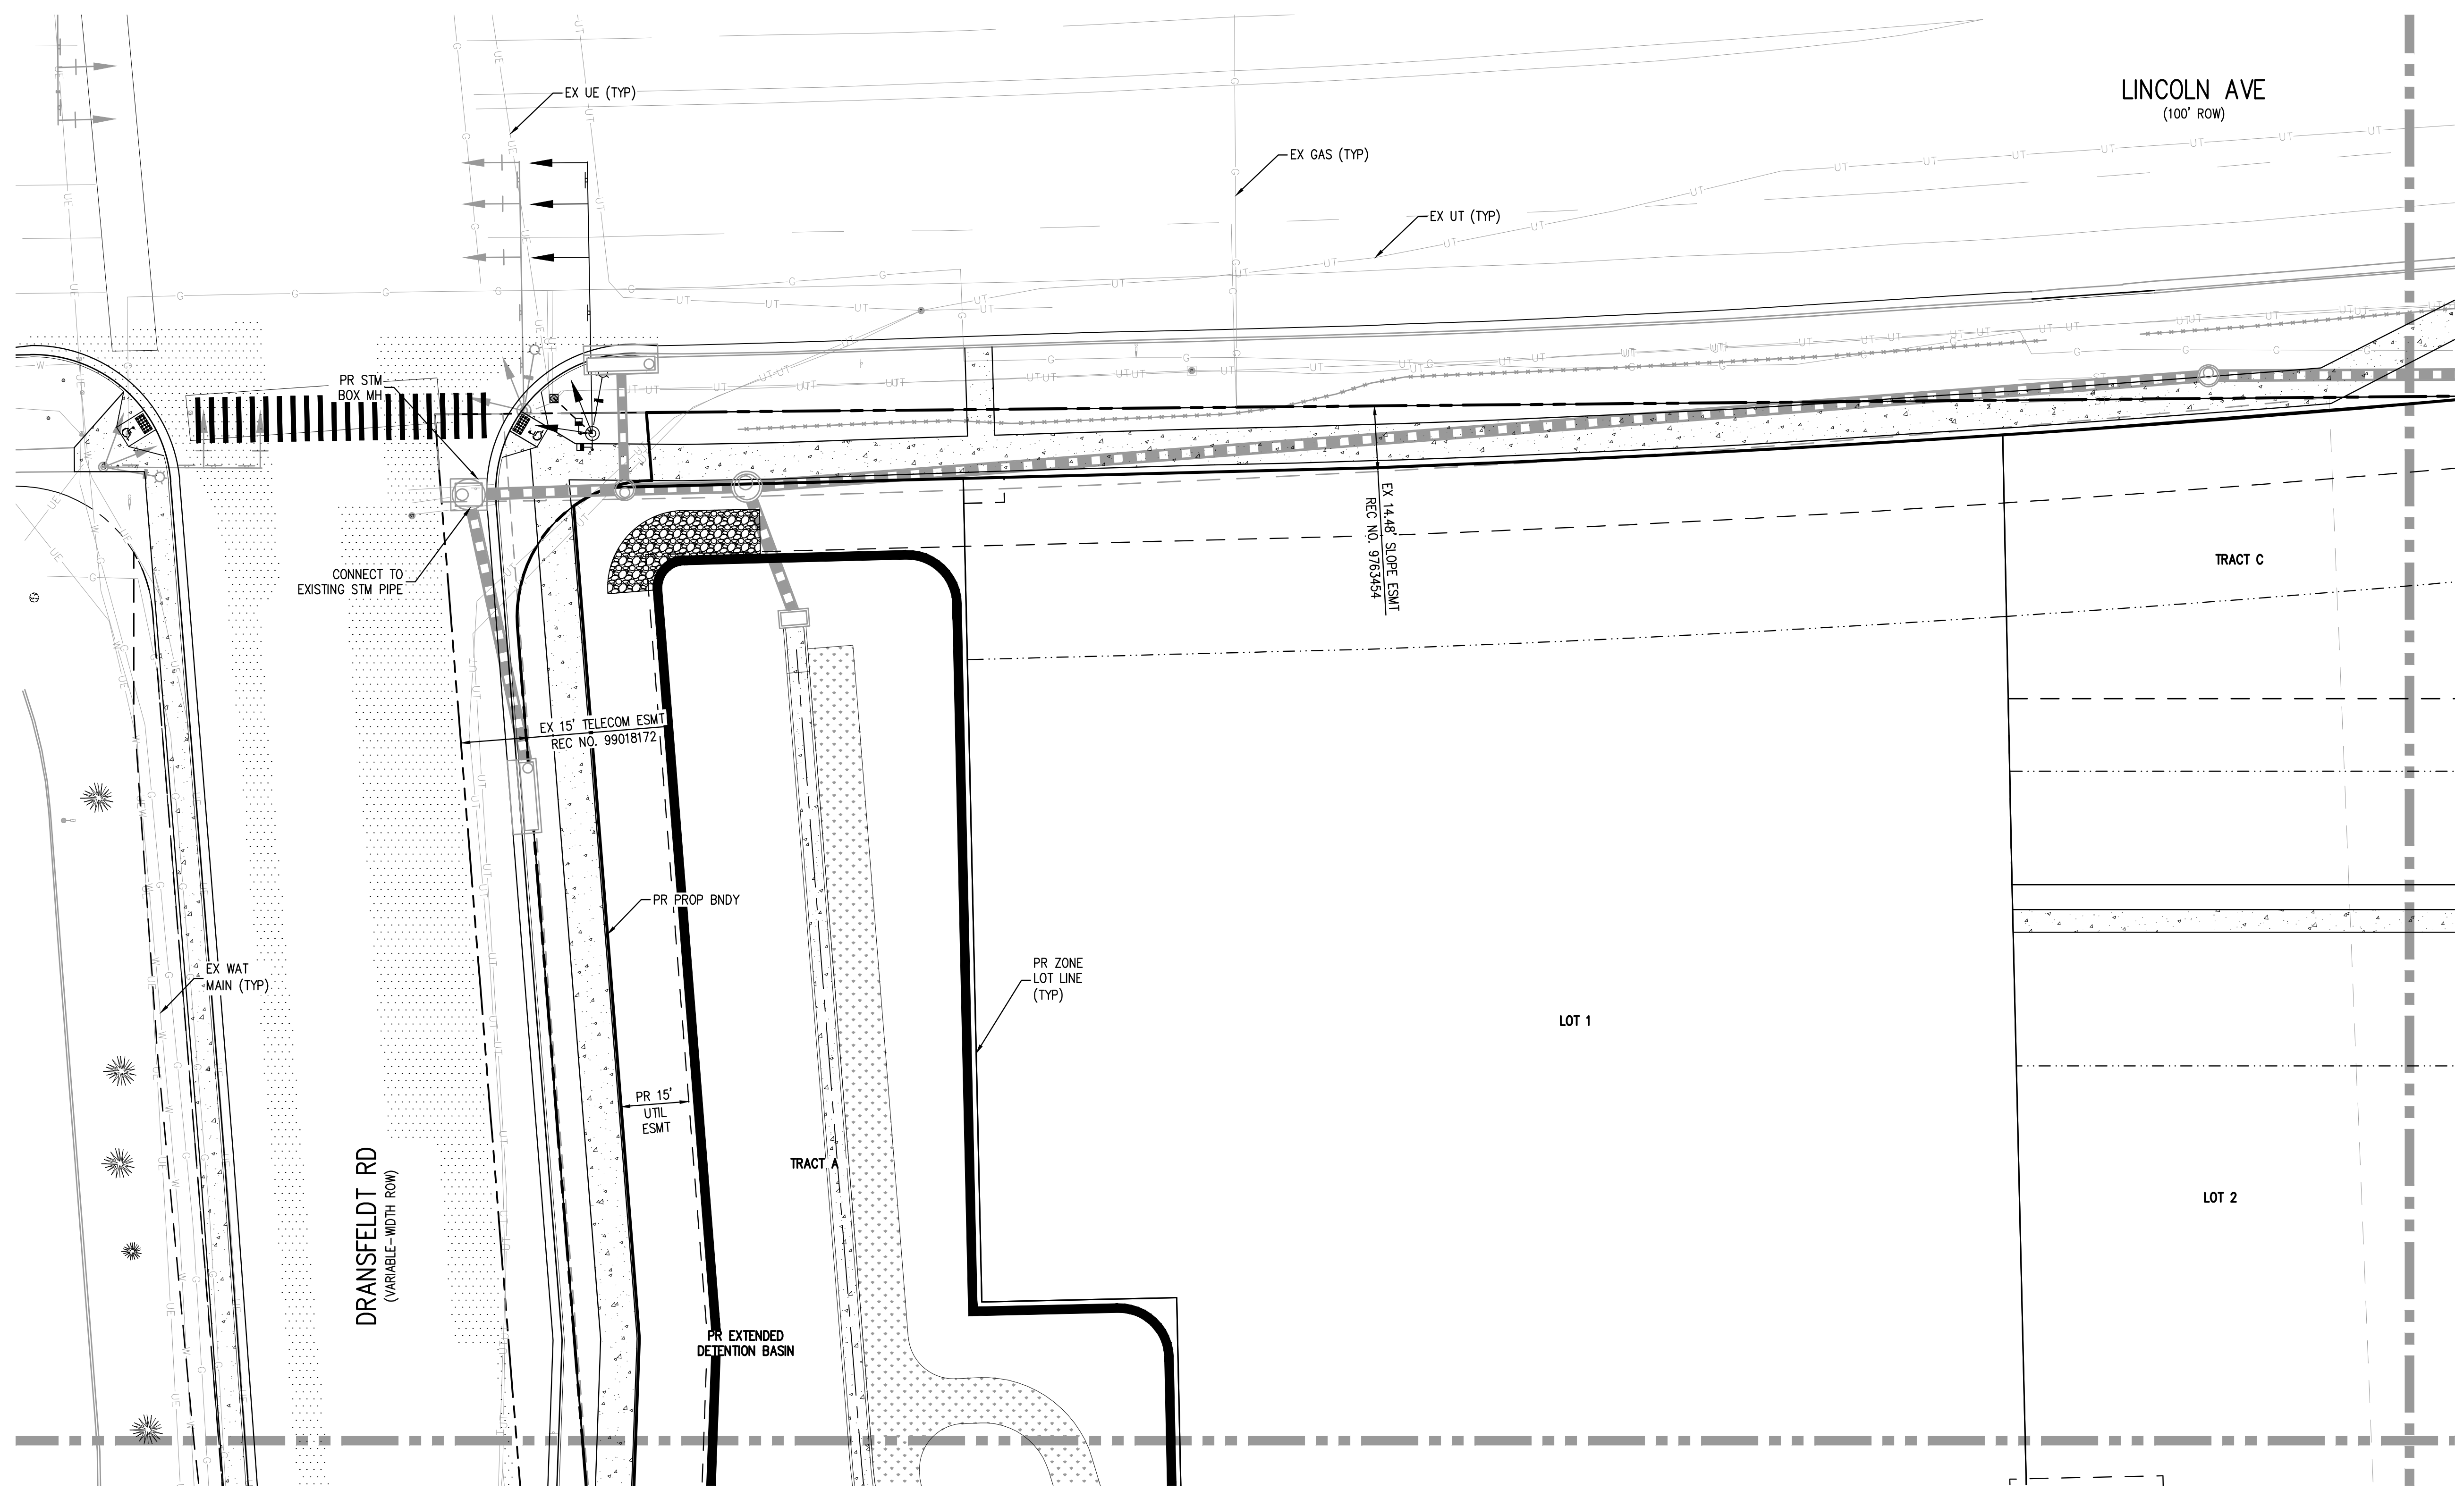 LINCOLN AVE
(100' ROW)
EX UE (TYP)
EX GAS (TYP)
EX UT (TYP)
PR STM
BOX MH
CONNECT TO
EXISTING STM PIPE
EX 14.48' SLOPE ESMT
REC NO. 9763454
TRACT C
EX 15' TELECOM ESMT
REC NO. 99018172
PR PROP BNDY
EX WAT
MAIN (TYP)
PR ZONE
LOT LINE
(TYP)
LOT 1
PR 15'
UTIL
ESMT
TRACT A
LOT 2
DRANSFELDT RD
(VARIABLE-WIDTH ROW)
PR EXTENDED
DETENTION BASIN